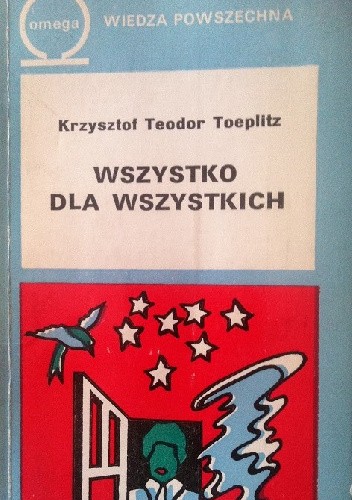 omega
WIEDZA POWSZECHNA
Krzysztof Teodor Toeplitz
WSZYSTKO
DLA WSZYSTKICH